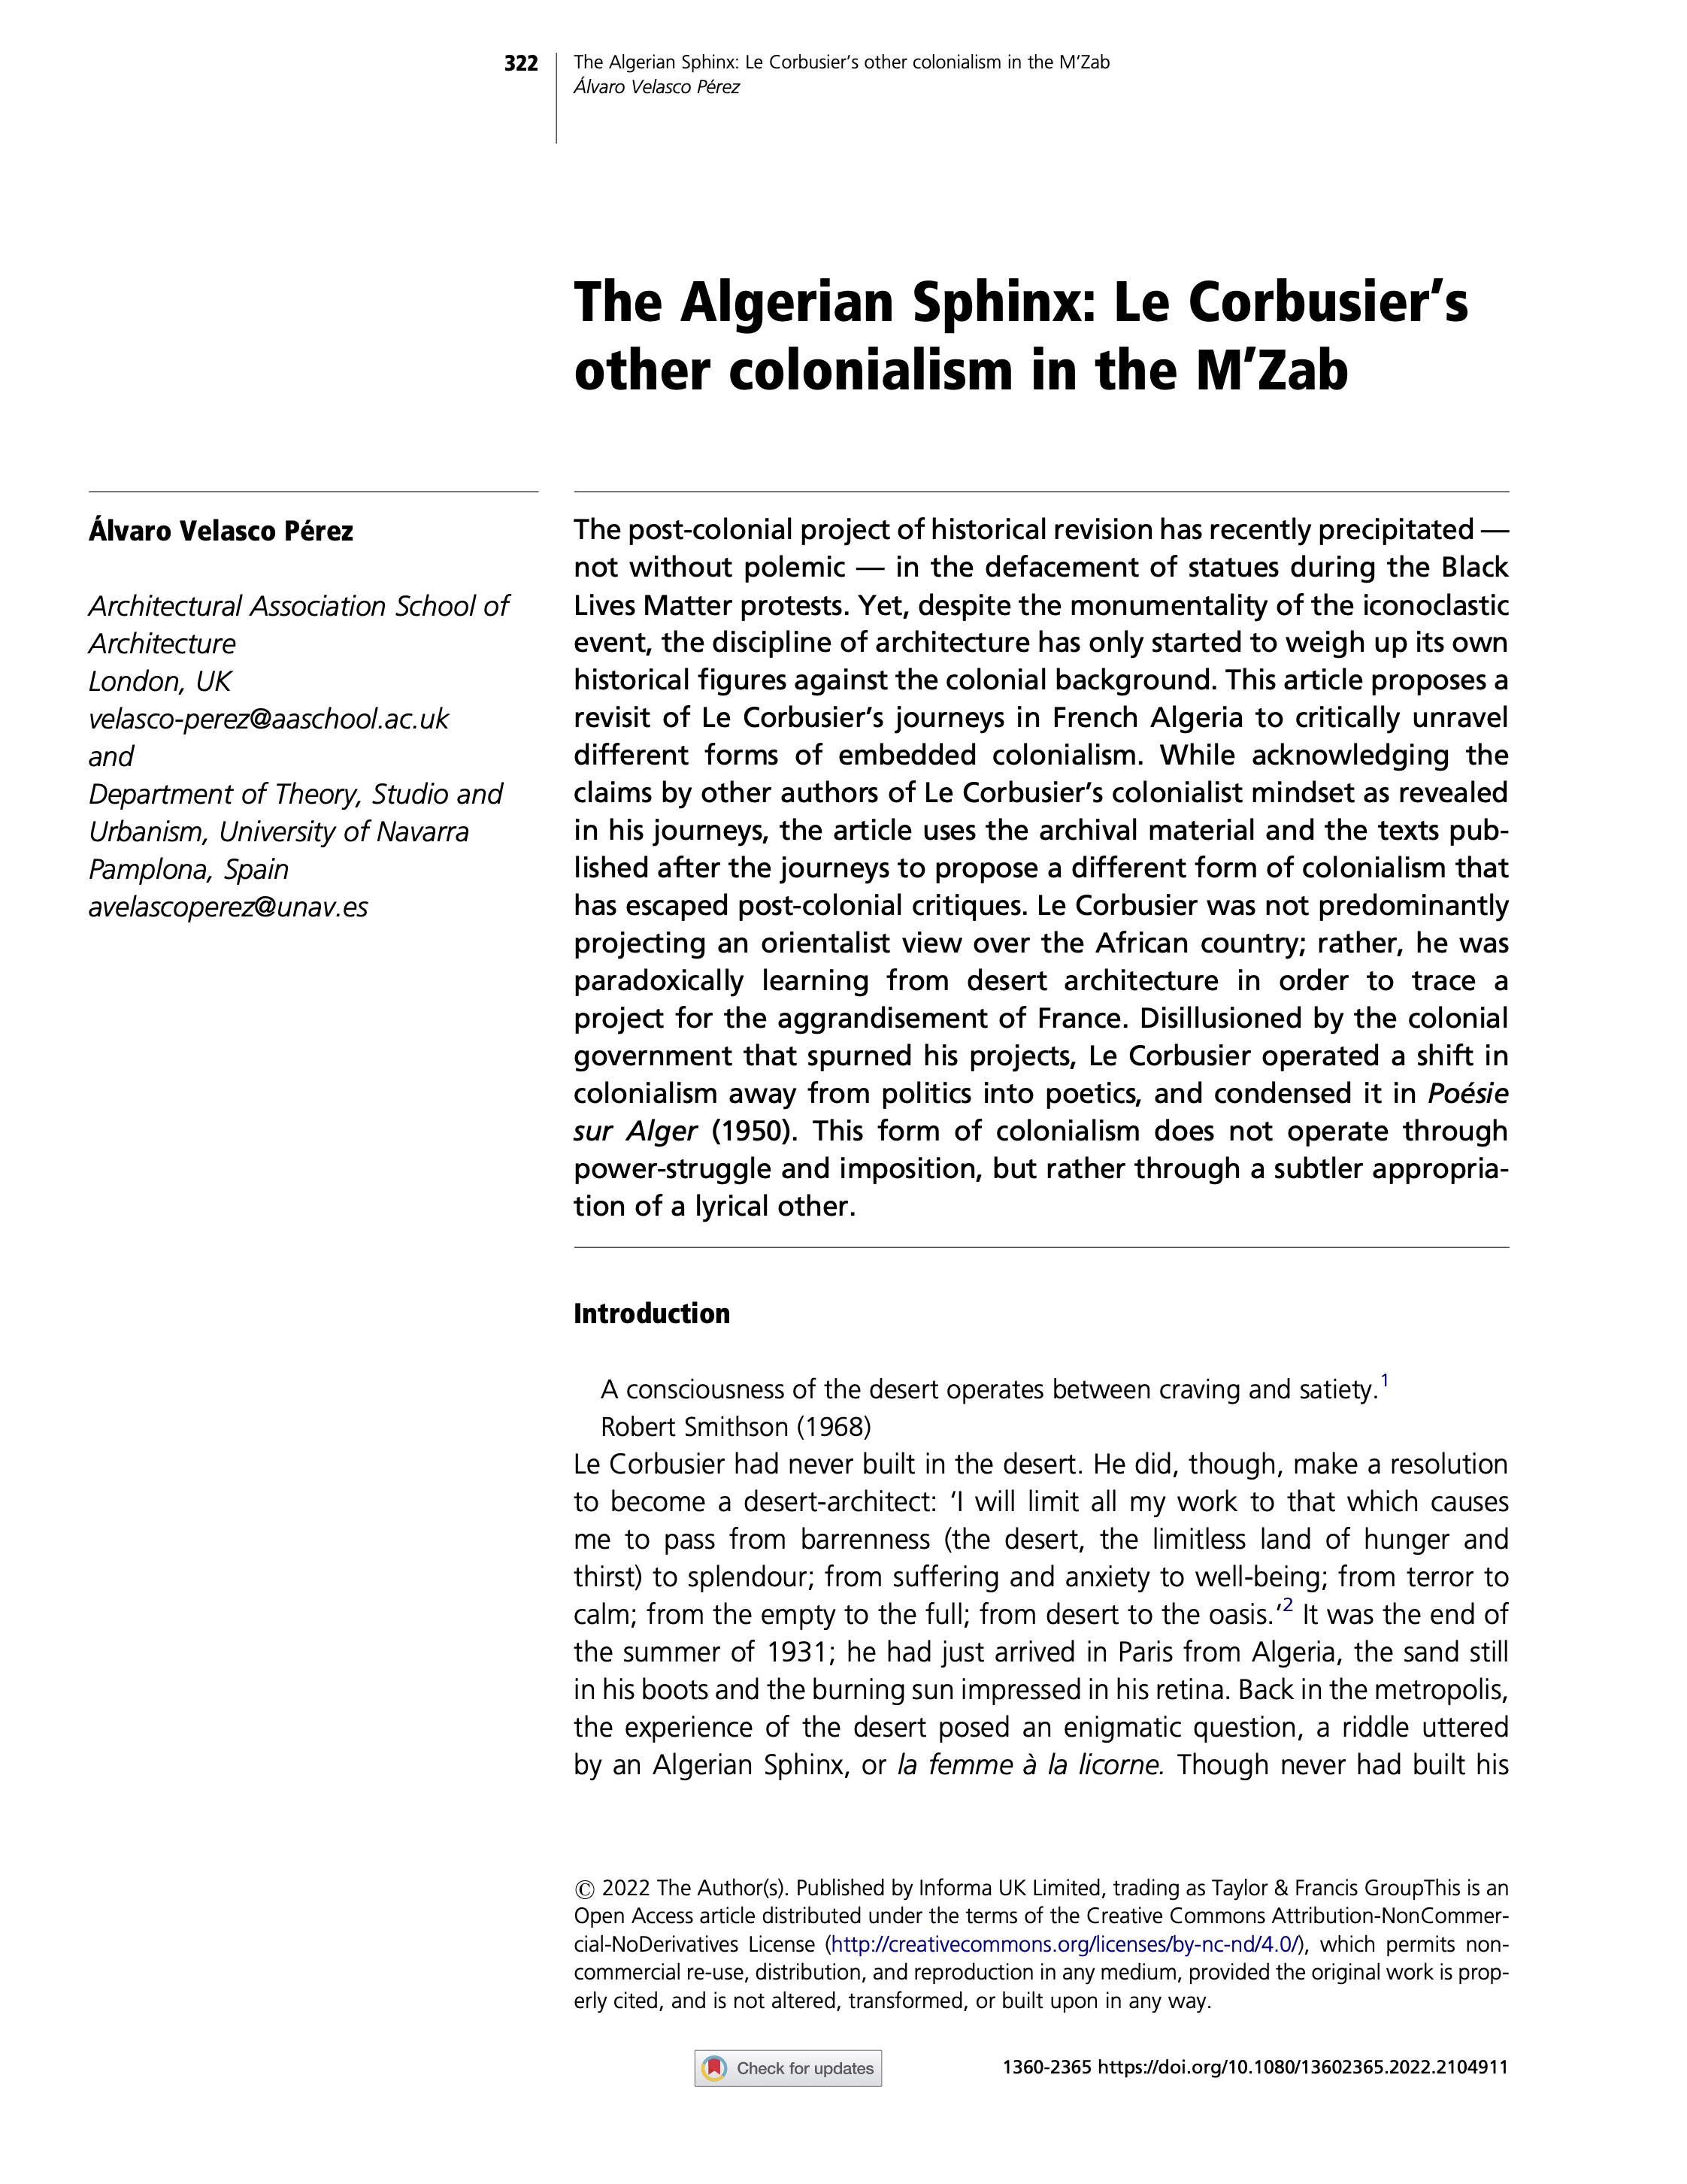 322
The Algerian Sphinx: Le Corbusier's other colonialism in the M'Zab
Álvaro Velasco Pérez
The Algerian Sphinx: Le Corbusier's
other colonialism in the M'Zab
Álvaro Velasco Pérez
Architectural Association School of
Architecture
London, UK
velasco-perez@aaschool.ac.uk
and
Department of Theory, Studio and
Urbanism, University of Navarra
Pamplona, Spain
avelascoperez@unav.es
The post-colonial project of historical revision has recently precipitated —
not without polemic — in the defacement of statues during the Black
Lives Matter protests. Yet, despite the monumentality of the iconoclastic
event, the discipline of architecture has only started to weigh up its own
historical figures against the colonial background. This article proposes a
revisit of Le Corbusier's journeys in French Algeria to critically unravel
different forms of embedded colonialism. While acknowledging the
claims by other authors of Le Corbusier's colonialist mindset as revealed
in his journeys, the article uses the archival material and the texts pub-
lished after the journeys to propose a different form of colonialism that
has escaped post-colonial critiques. Le Corbusier was not predominantly
projecting an orientalist view over the African country; rather, he was
paradoxically learning from desert architecture in order to trace a
project for the aggrandisement of France. Disillusioned by the colonial
government that spurned his projects, Le Corbusier operated a shift in
colonialism away from politics into poetics, and condensed it in Poésie
sur Alger (1950). This form of colonialism does not operate through
power-struggle and imposition, but rather through a subtler appropria-
tion of a lyrical other.
Introduction
A consciousness of the desert operates between craving and satiety.1
Robert Smithson (1968)
Le Corbusier had never built in the desert. He did, though, make a resolution
to become a desert-architect: 'I will limit all my work to that which causes
me to pass from barrenness (the desert, the limitless land of hunger and
thirst) to splendour; from suffering and anxiety to well-being; from terror to
calm; from the empty to the full; from desert to the oasis.'2 It was the end of
the summer of 1931; he had just arrived in Paris from Algeria, the sand still
in his boots and the burning sun impressed in his retina. Back in the metropolis,
the experience of the desert posed an enigmatic question, a riddle uttered
by an Algerian Sphinx, or la femme à la licorne. Though never had built his
© 2022 The Author(s). Published by Informa UK Limited, trading as Taylor & Francis GroupThis is an
Open Access article distributed under the terms of the Creative Commons Attribution-NonCommer-
cial-NoDerivatives License (http://creativecommons.org/licenses/by-nc-nd/4.0/), which permits non-
commercial re-use, distribution, and reproduction in any medium, provided the original work is prop-
erly cited, and is not altered, transformed, or built upon in any way.
Check for updates
1360-2365 https://doi.org/10.1080/13602365.2022.2104911